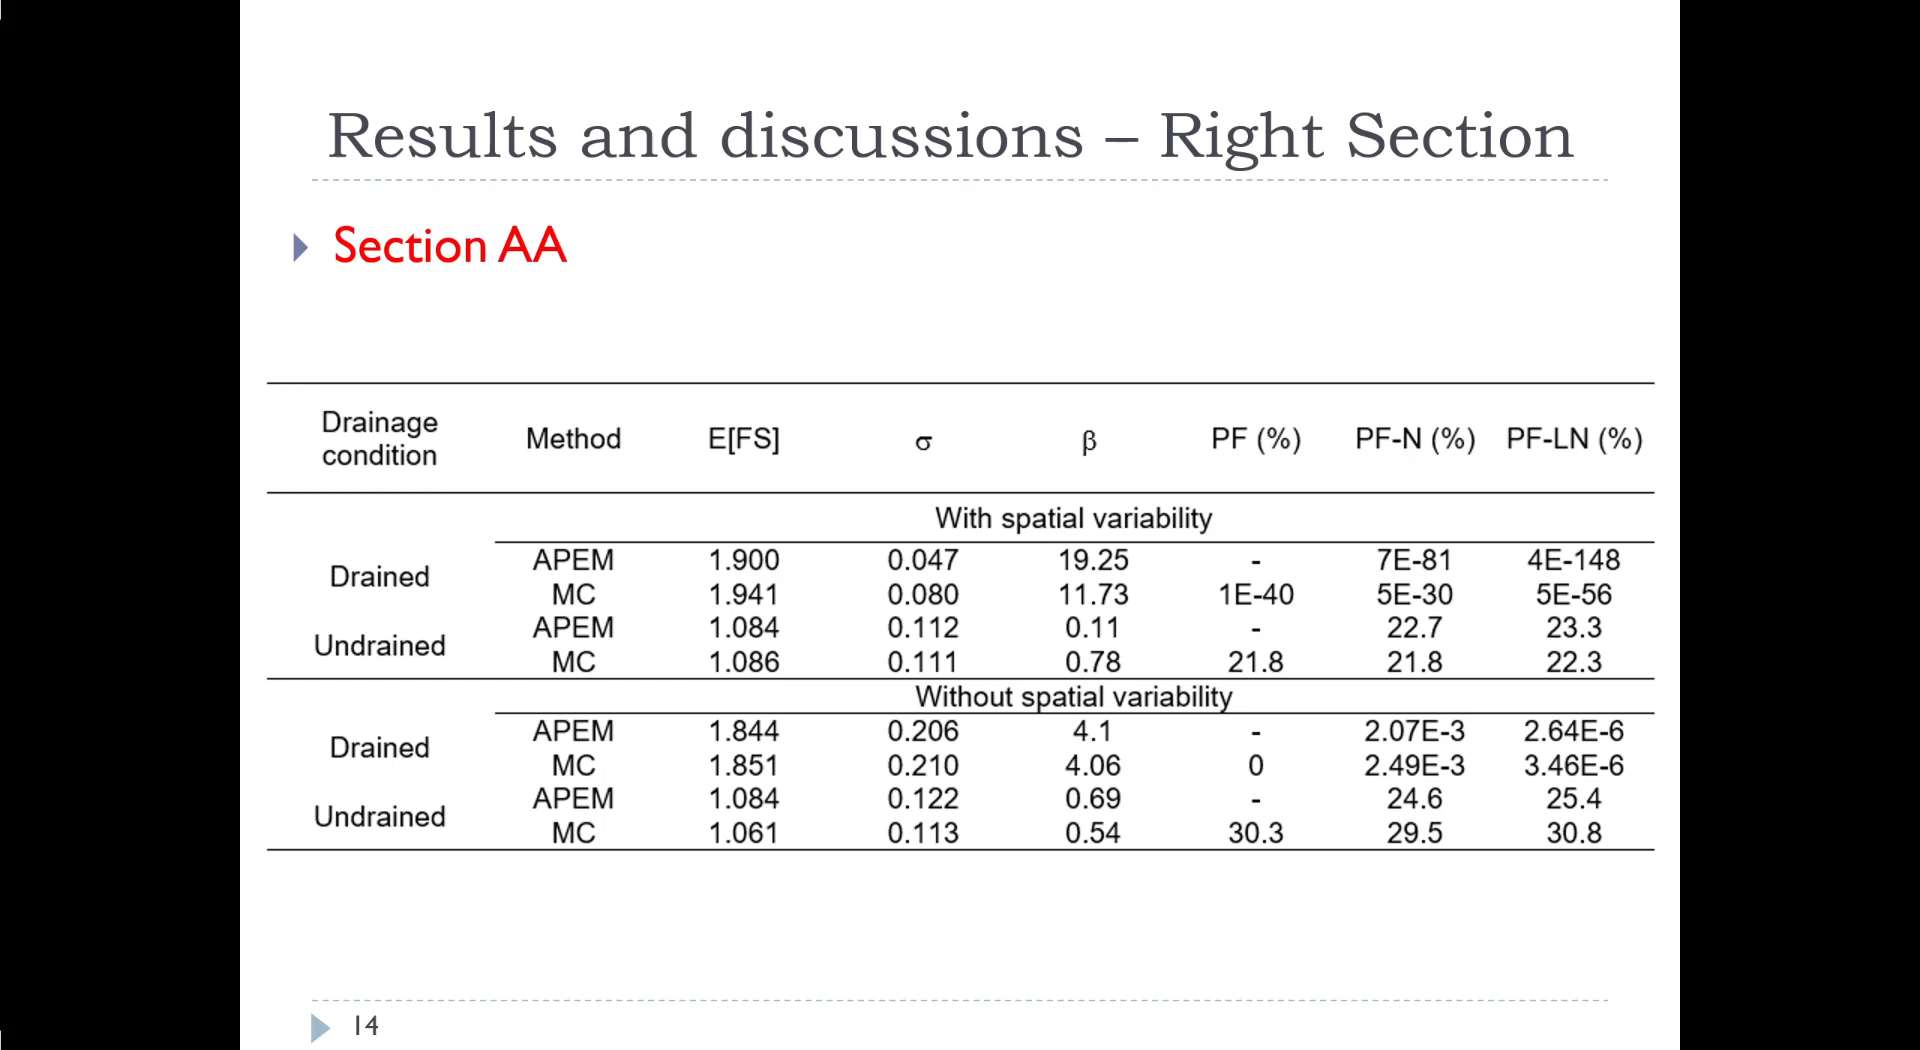 Results and discussions – Right Section
Section AA
Drainage condition Method E[FS] σ β PF (%) PF-N (%) PF-LN (%)
With spatial variability
Drained APEM 1.900 0.047 19.25 - 7E-81 4E-148
MC 1.941 0.080 11.73 1E-40 5E-30 5E-56
Undrained APEM 1.084 0.112 0.11 - 22.7 23.3
MC 1.086 0.111 0.78 21.8 21.8 22.3
Without spatial variability
Drained APEM 1.844 0.206 4.1 - 2.07E-3 2.64E-6
MC 1.851 0.210 4.06 0 2.49E-3 3.46E-6
Undrained APEM 1.084 0.122 0.69 - 24.6 25.4
MC 1.061 0.113 0.54 30.3 29.5 30.8
14